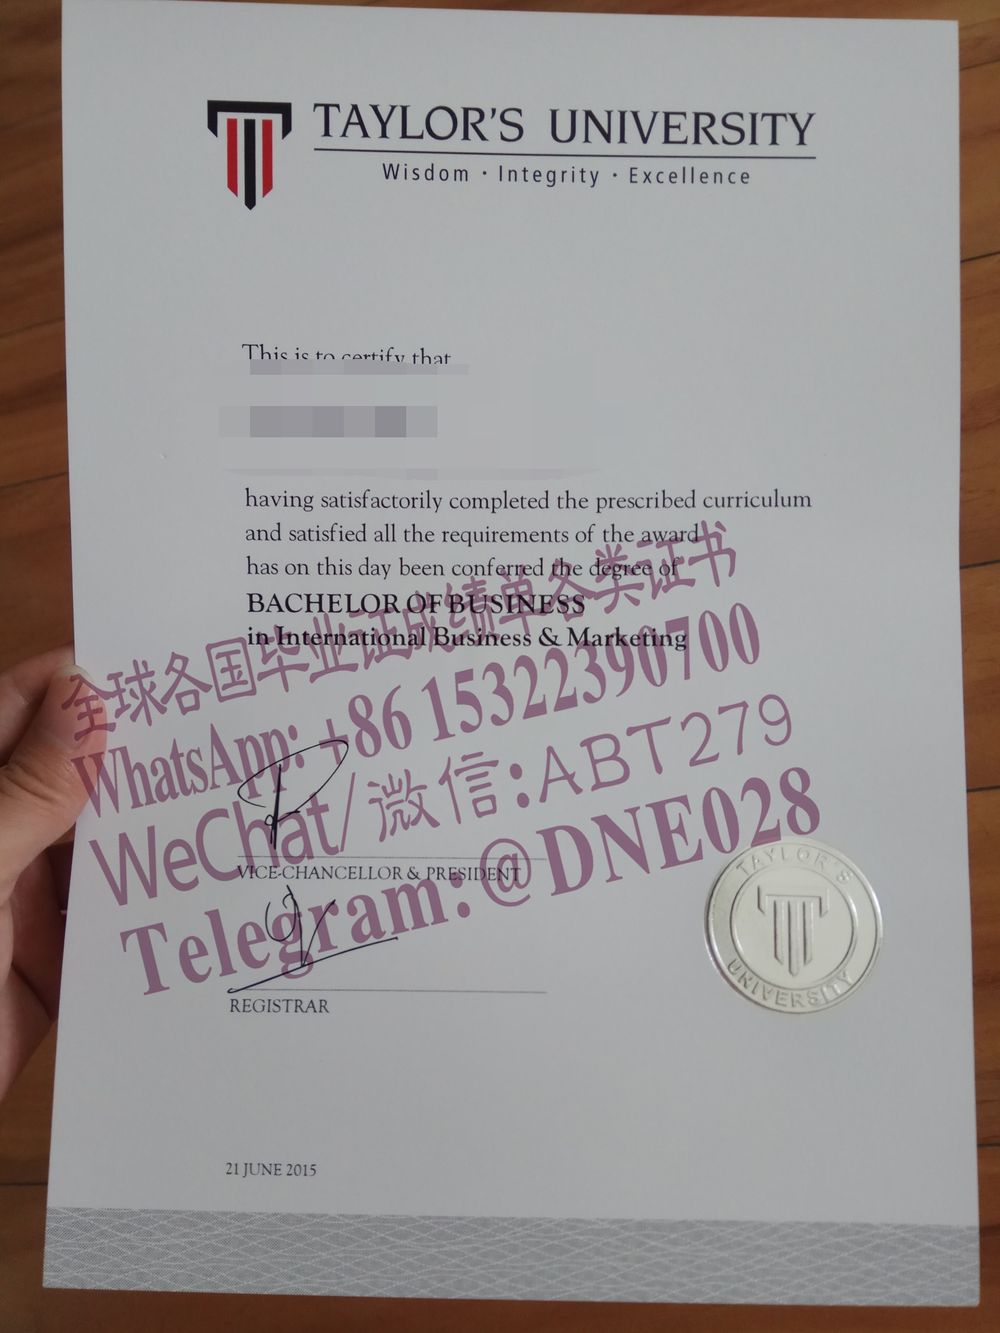 TAYLOR'S UNIVERSITY
Wisdom · Integrity · Excellence
This is to certify that
having satisfactorily completed the prescribed curriculum
and satisfied all the requirements of the award
has on this day been conferred the degree of
BACHELOR OF BUSINESS
in International Business & Marketing
全球各国毕业证成绩单各类证书
WhatsApp: +86 15322390700
WeChat/微信:ABT279
Telegram:@DNE028
VICE-CHANCELLOR & PRESIDENT
REGISTRAR
TAYLOR'S
UNIVERSITY
21 JUNE 2015